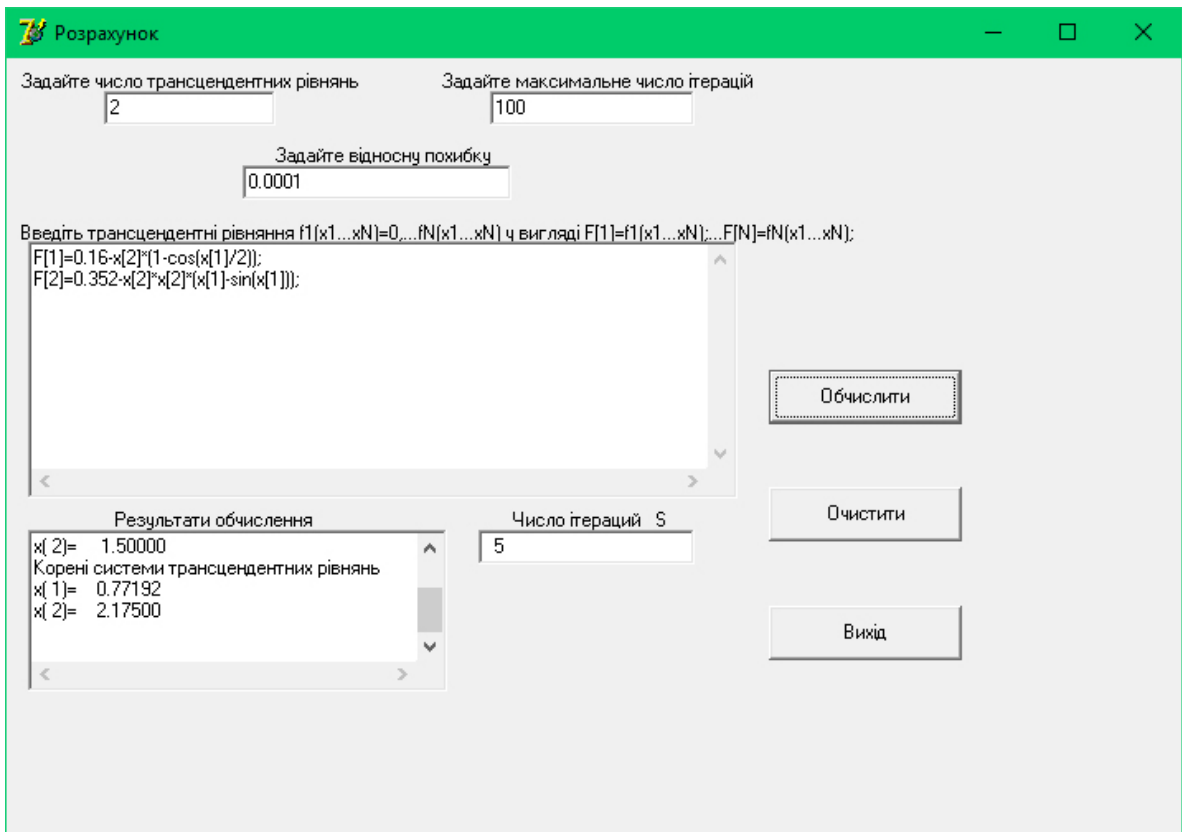 Розрахунок
Задайте число трансцендентних рівнянь
Задайте максимальне число ітерацій
2
100
Задайте відносну похибку
0.0001
Введіть трансцендентні рівняння f1(x1...xN)=0,...fN(x1...xN) у вигляді F[1]=f1(x1...xN);...F[N]=fN(x1...xN);
F[1]=0.16-x[2]*(1-cos(x[1]/2));
F[2]=0.352-x[2]*x[2]*(x[1]-sin(x[1]));
Обчислити
Очистити
Результати обчислення
Число ітераций S
x( 2)= 1.50000
5
Корені системи трансцендентних рівнянь
x( 1)= 0.77192
x( 2)= 2.17500
Вихід